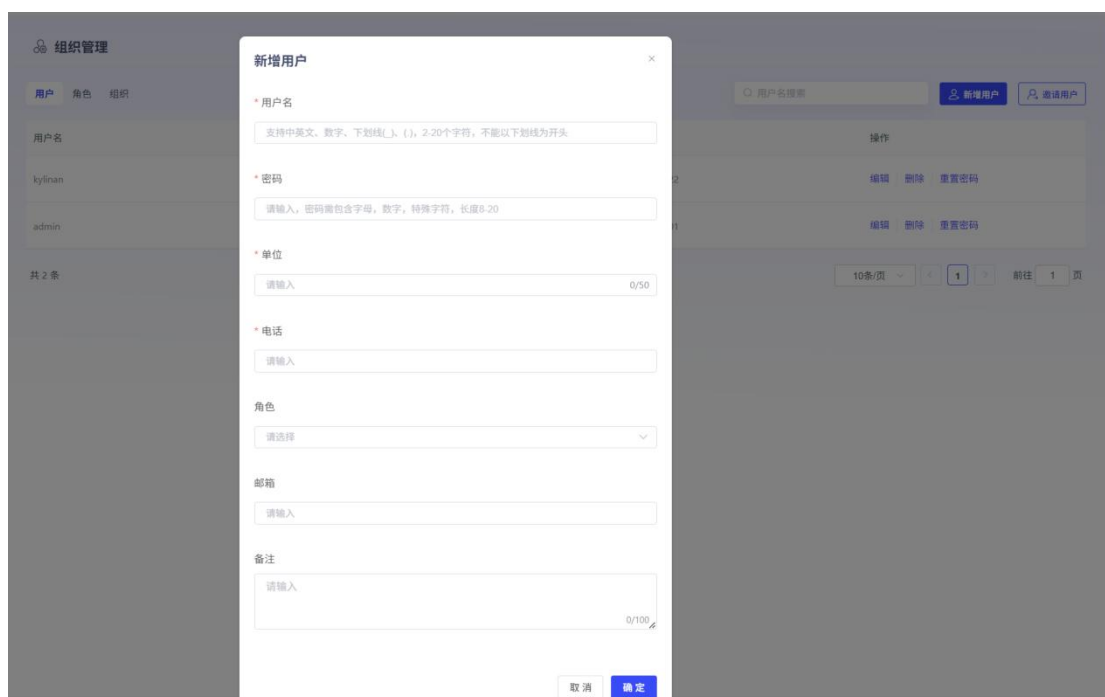 组织管理
用户 角色 组织
用户名搜索
新增用户 邀请用户
用户名 操作
kylinan 22 编辑 删除 重置密码
admin 编辑 删除 重置密码
共 2 条 10条/页 1 前往 1 页
新增用户
* 用户名
支持中英文、数字、下划线(_)、(.)，2-20个字符，不能以下划线为开头
* 密码
请输入，密码需包含字母，数字，特殊字符，长度8-20
* 单位
请输入 0/50
* 电话
请输入
角色
请选择
邮箱
请输入
备注
请输入
0/100
取消 确定